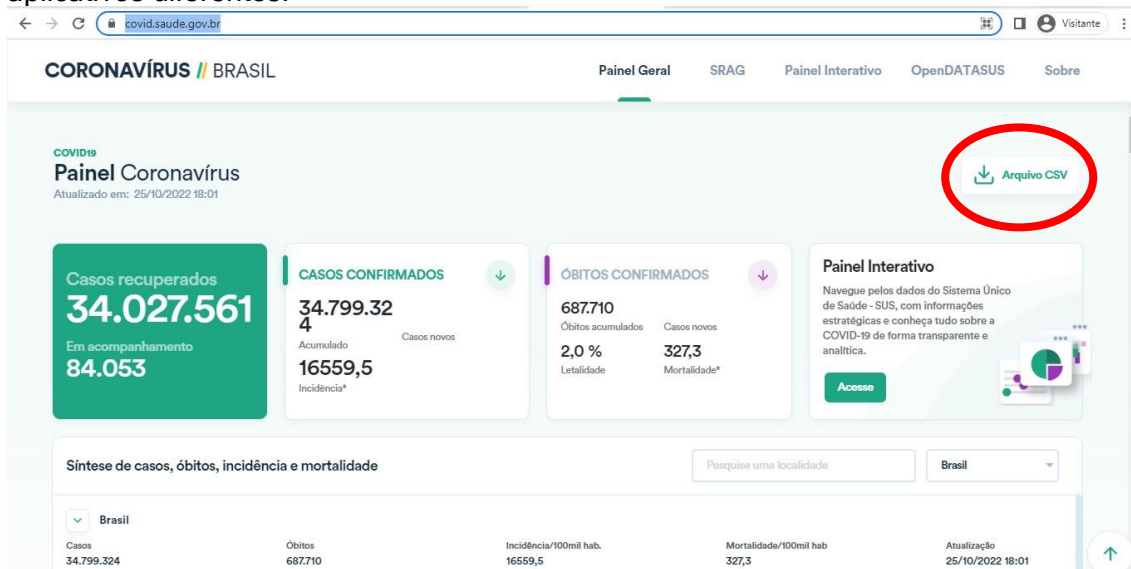 aplicativos diferentes.
covid.saude.gov.br
Visitante
CORONAVÍRUS // BRASIL
Painel Geral SRAG Painel Interativo OpenDATASUS Sobre
COVID19
Painel Coronavírus
Atualizado em: 25/10/2022 18:01
Arquivo CSV
Casos recuperados
34.027.561
Em acompanhamento
84.053
CASOS CONFIRMADOS
34.799.32
4
Acumulado
Casos novos
16559,5
Incidência*
ÓBITOS CONFIRMADOS
687.710
Óbitos acumulados Casos novos
2,0 % 327,3
Letalidade Mortalidade*
Painel Interativo
Navegue pelos dados do Sistema Único
de Saúde - SUS, com informações
estratégicas e conheça tudo sobre a
COVID-19 de forma transparente e
analítica.
Acesse
Síntese de casos, óbitos, incidência e mortalidade
Pesquise uma localidade
Brasil
Brasil
Casos Óbitos Incidência/100mil hab. Mortalidade/100mil hab Atualização
34.799.324 687.710 16559,5 327,3 25/10/2022 18:01